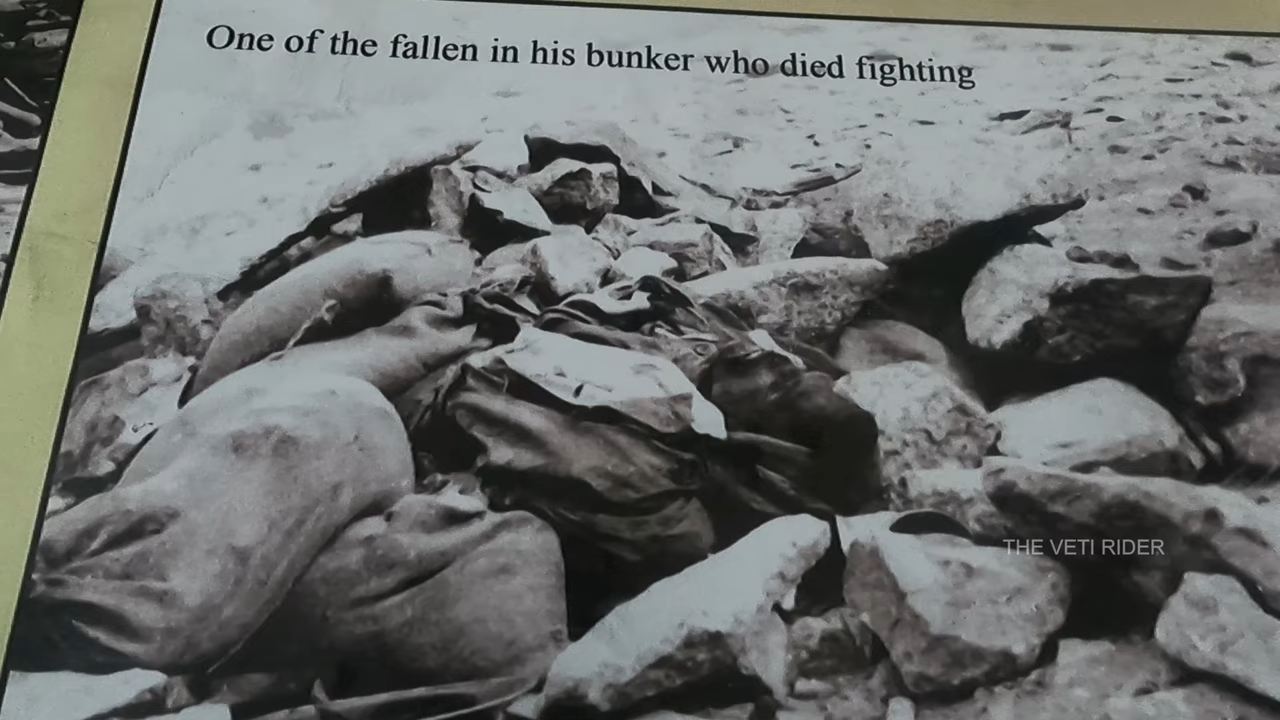 One of the fallen in his bunker who died fighting
THE VETI RIDER